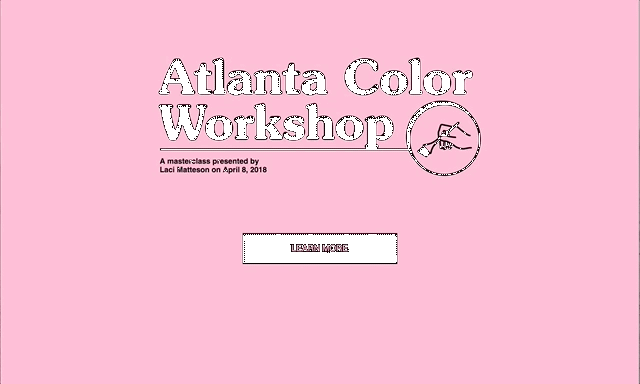 Atlanta Color
Workshop
A masterclass presented by
Laci Matteson on April 8, 2018
LEARN MORE